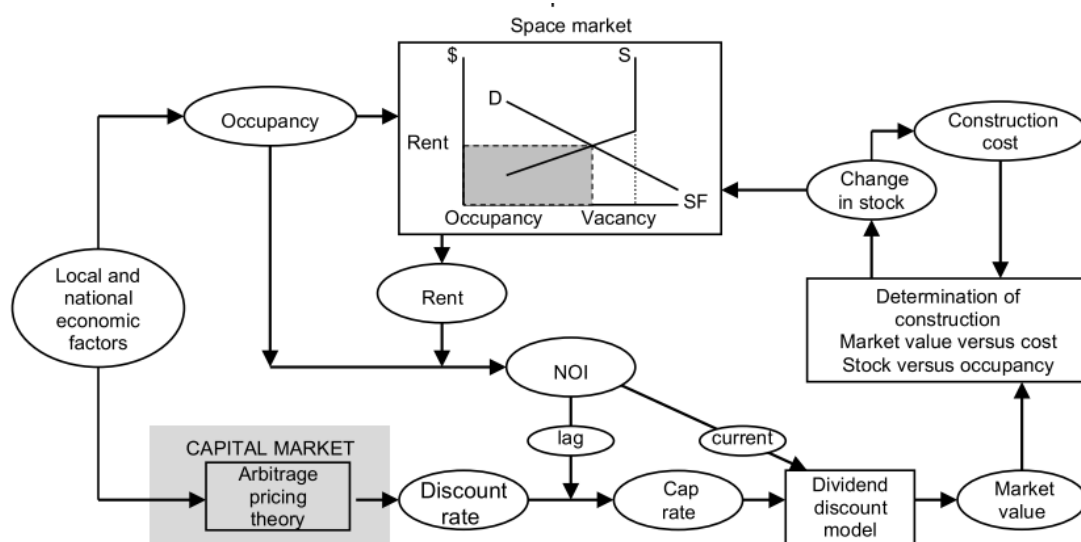 Space market
$
S
D
Occupancy
Rent
SF
Occupancy
Vacancy
Construction
cost
Change
in stock
Local and
national
economic
factors
Rent
Determination of
construction
Market value versus cost
Stock versus occupancy
NOI
lag
current
CAPITAL MARKET
Arbitrage
pricing
theory
Discount
rate
Cap
rate
Dividend
discount
model
Market
value